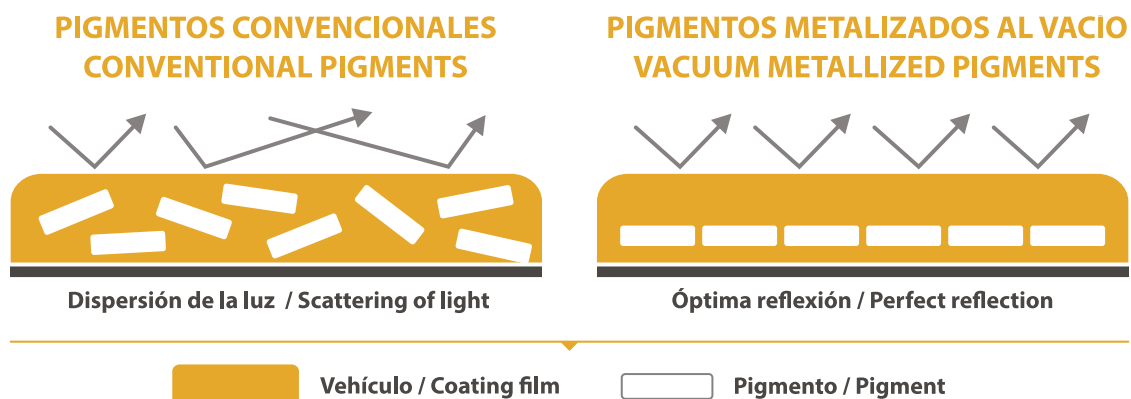 PIGMENTOS CONVENCIONALES
CONVENTIONAL PIGMENTS
PIGMENTOS METALIZADOS AL VACÍO
VACUUM METALLIZED PIGMENTS
Dispersión de la luz / Scattering of light
Óptima reflexión / Perfect reflection
Vehículo / Coating film
Pigmento / Pigment